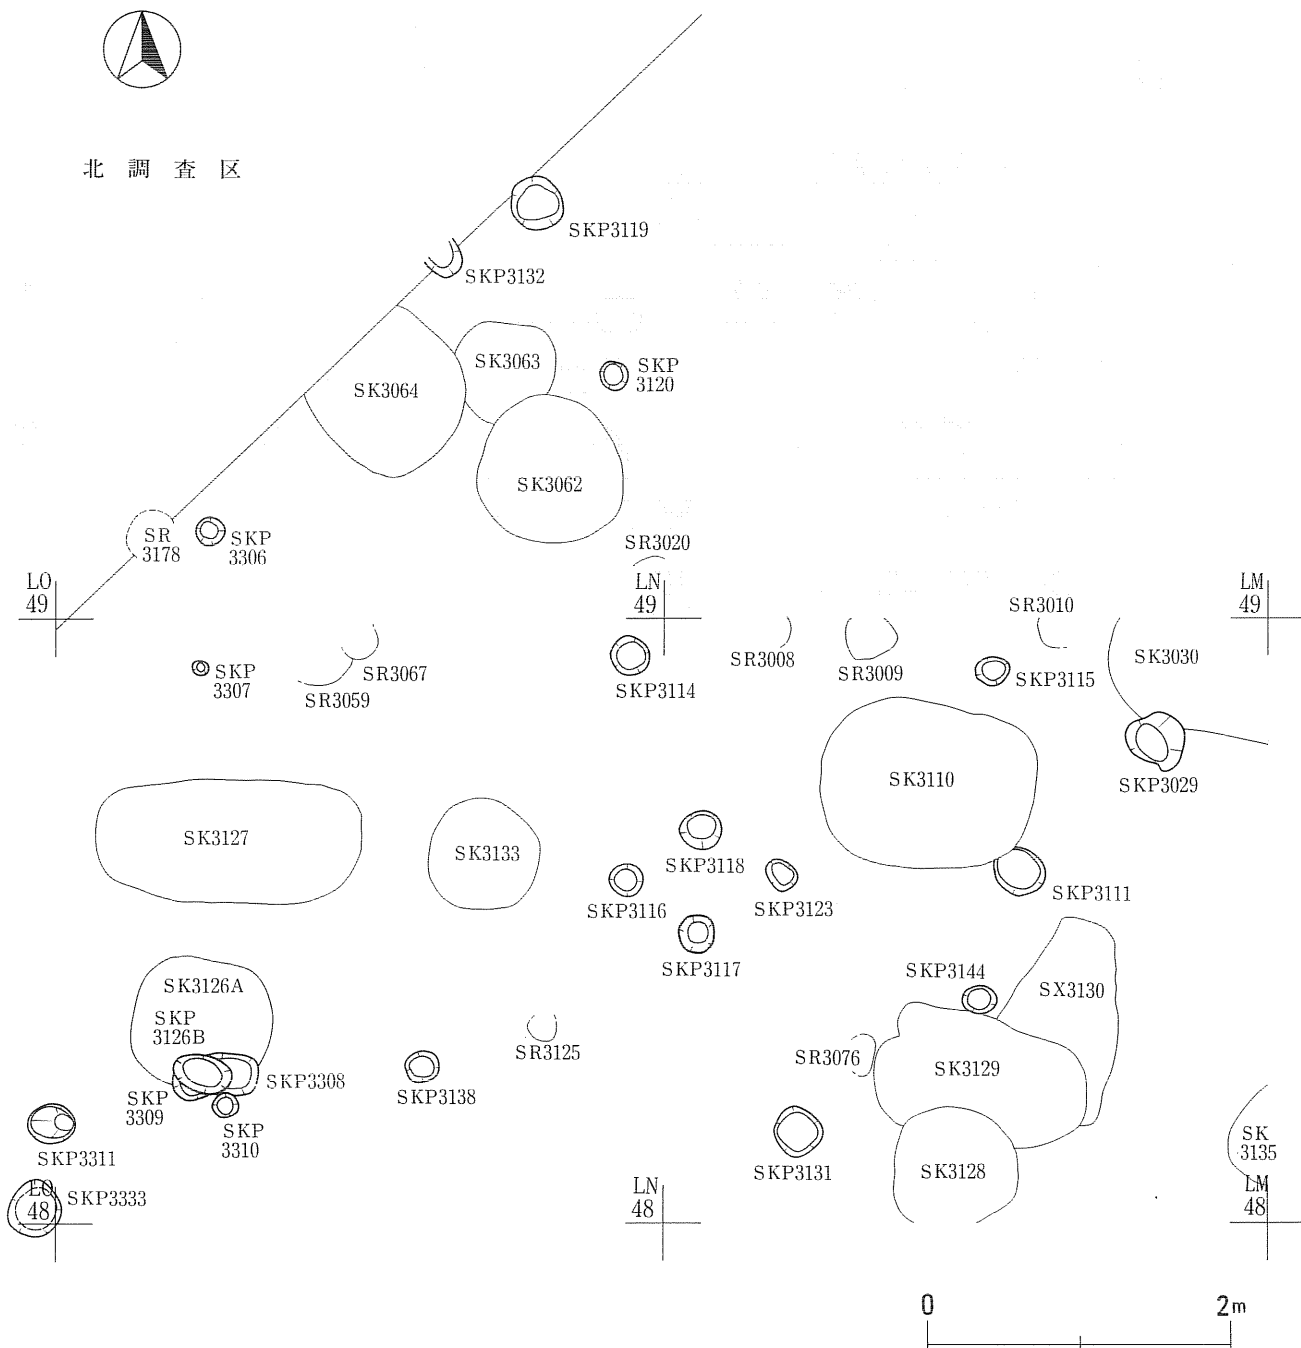 北調査区
SKP3119
SKP3132
SK3063
SK3064
SKP
3120
SK3062
SR
3178
SKP
3306
SR3020
LO
49
LN
49
LM
49
SR3010
SKP
3307
SR3067
SR3059
SKP3114
SR3008
SR3009
SKP3115
SK3030
SKP3029
SK3110
SK3127
SK3133
SKP3118
SKP3116
SKP3123
SKP3111
SKP3117
SK3126A
SKP
3126B
SKP3144
SX3130
SR3125
SR3076
SK3129
SKP3308
SKP3138
SKP
3309
SKP
3310
SKP3311
SKP3131
SK3128
SK
3135
LO
48
SKP3333
LN
48
LM
48
0
2m